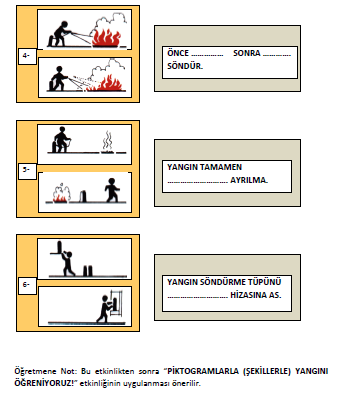 4-
ÖNCE ……………. SONRA ………….
SÖNDÜR.
5-
YANGIN TAMAMEN
……………………….. AYRILMA.
6-
YANGIN SÖNDÜRME TÜPÜNÜ
……………………….. HİZASINA AS.
Öğretmene Not: Bu etkinlikten sonra “PİKTOGRAMLARLA (ŞEKİLLERLE) YANGINI
ÖĞRENİYORUZ!” etkinliğinin uygulanması önerilir.